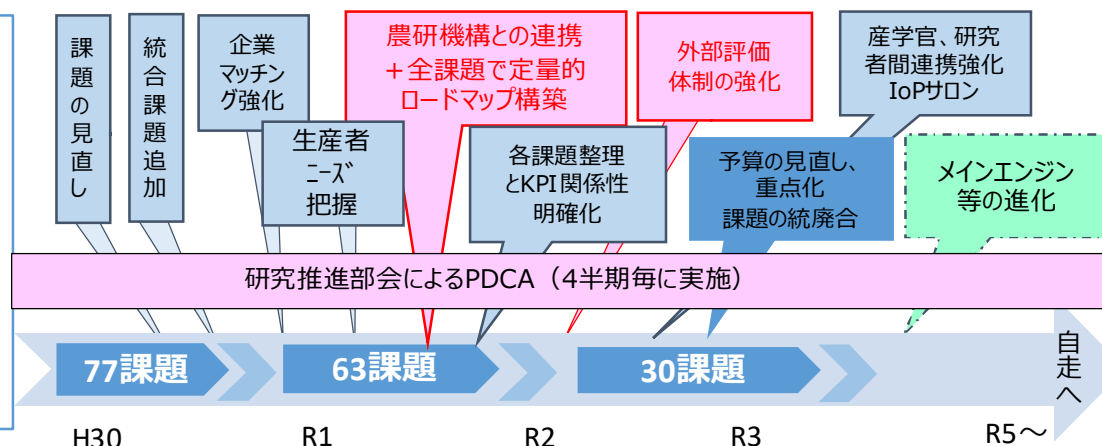 課題の見直し
統合課題追加
企業
マッチン
グ強化
生産者
ニーズ
把握
農研機構との連携
＋全課題で定量的
ロードマップ構築
各課題整理
とKPI関係性
明確化
外部評価
体制の強化
予算の見直し、
重点化
課題の統廃合
産学官、研究
者間連携強化
IoPサロン
メインエンジン
等の進化
研究推進部会によるPDCA（4半期毎に実施）
77課題
63課題
30課題
自走へ
H30
R1
R2
R3
R5～